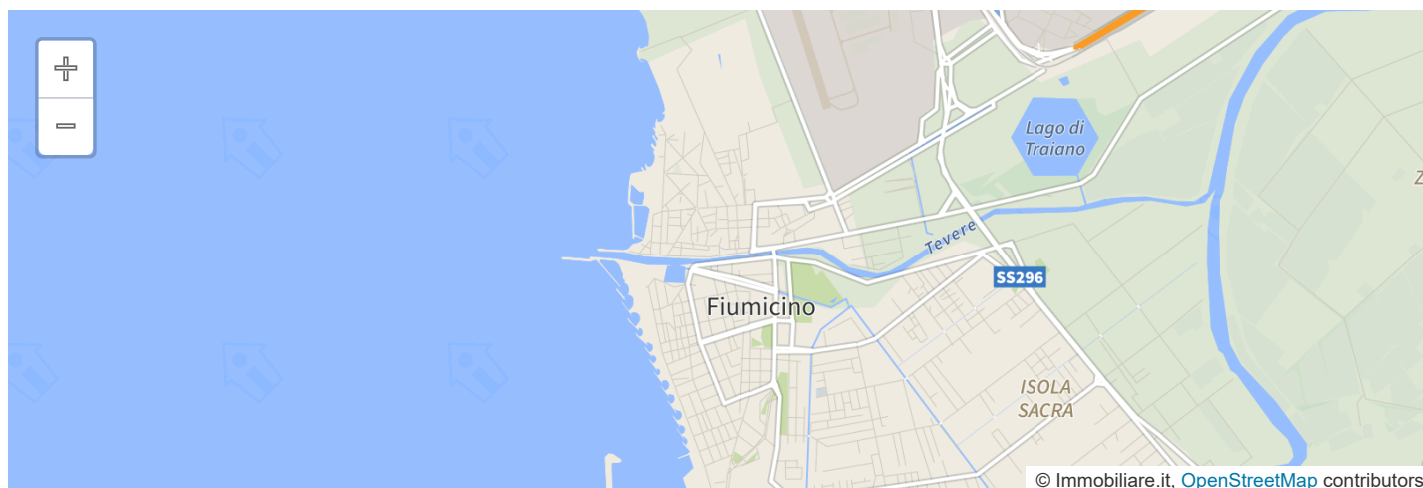 Lago di
Traiano
Z
Tevere
SS296
Fiumicino
ISOLA
SACRA
© Immobiliare.it, OpenStreetMap contributors